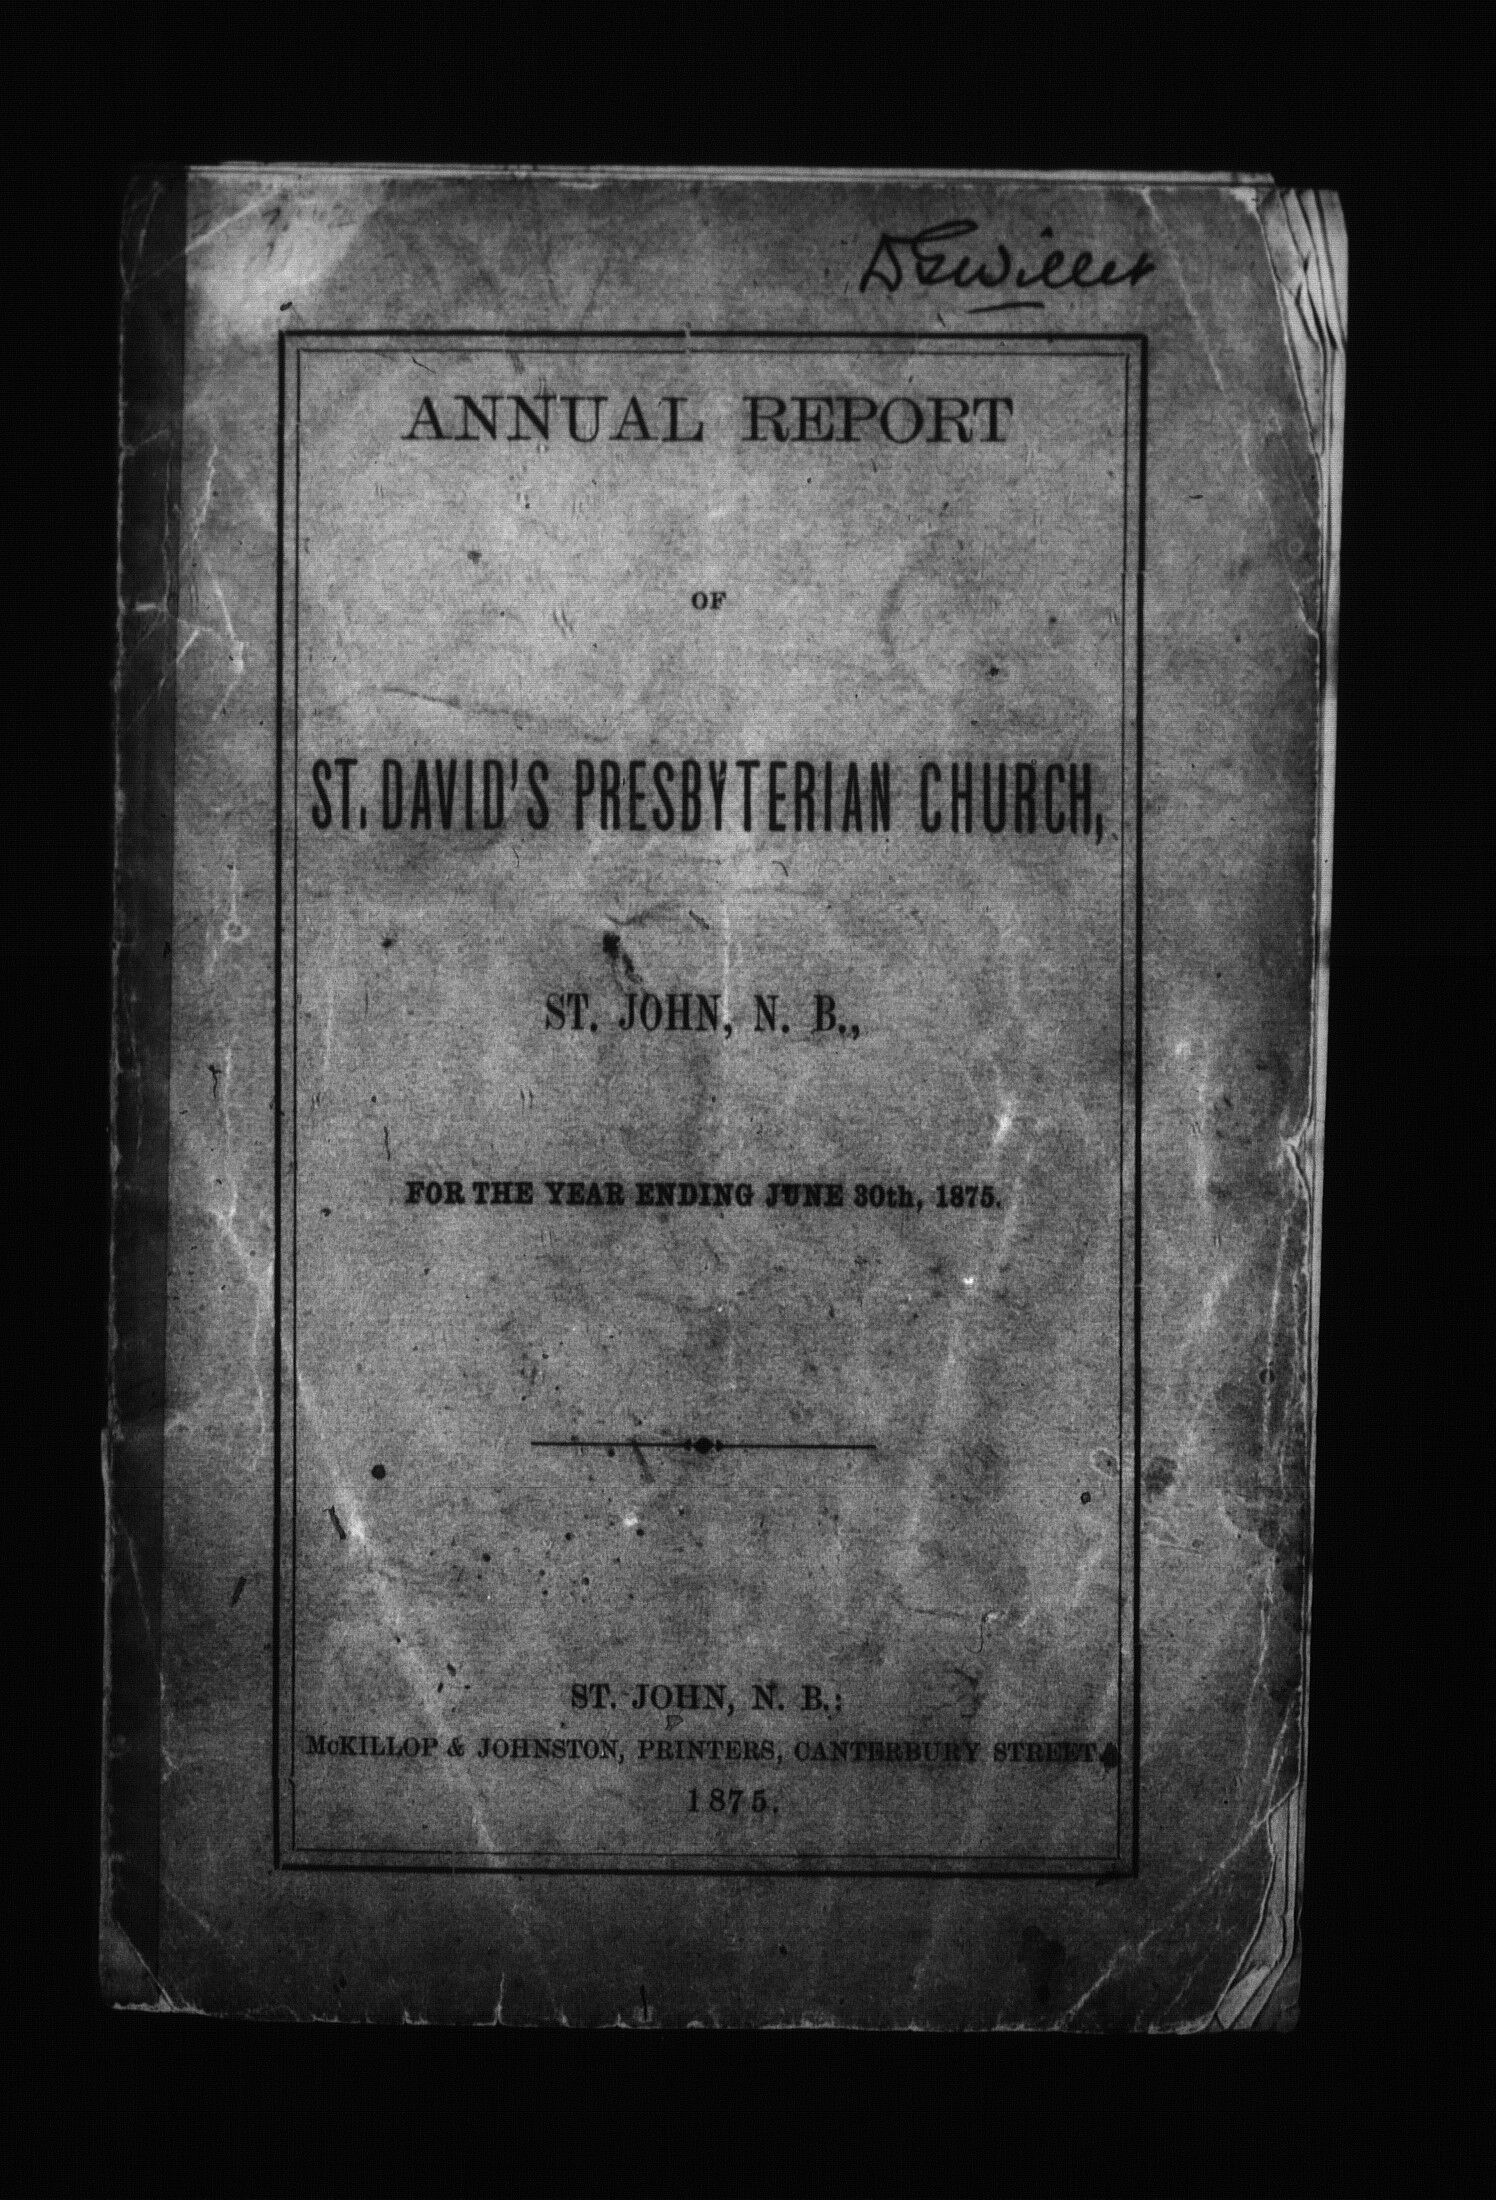 D G Willet
ANNUAL REPORT
OF
ST. DAVID'S PRESBYTERIAN CHURCH,
ST. JOHN, N. B.,
FOR THE YEAR ENDING JUNE 30th, 1875.
ST. JOHN, N. B.:
McKILLOP & JOHNSTON, PRINTERS, CANTERBURY STREET.
1875.